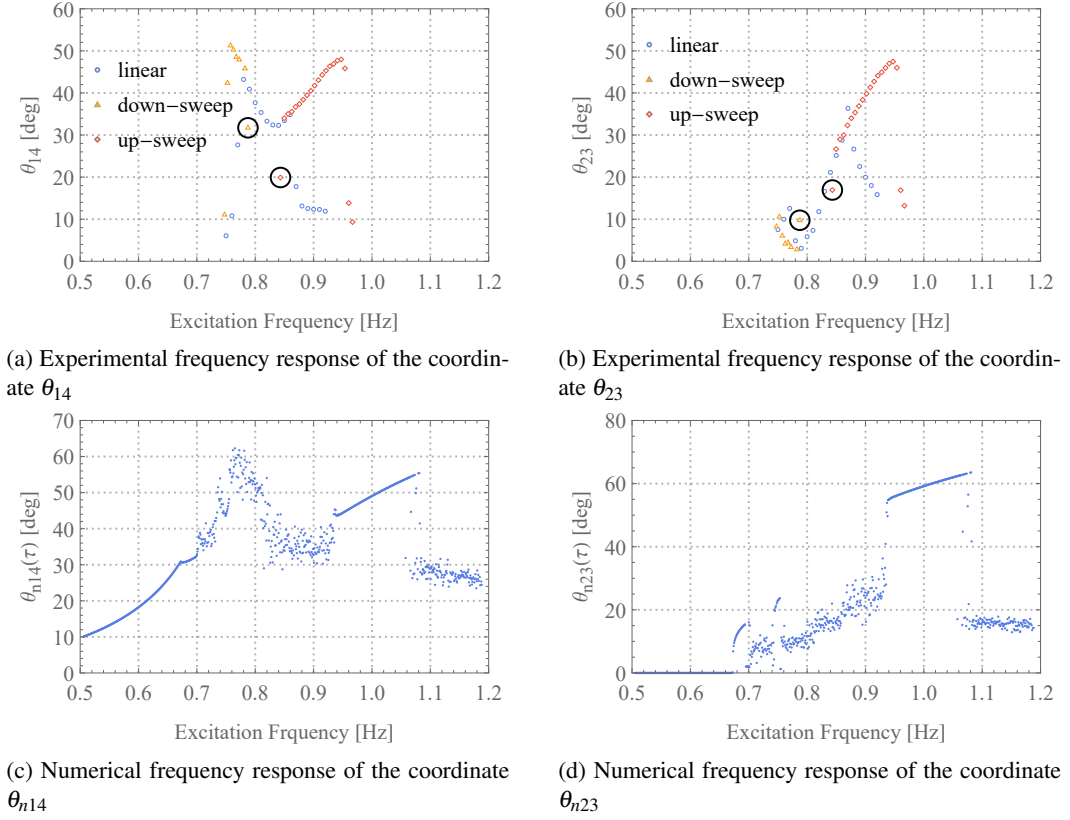 60
50
40
30
20
10
0
θ14 [deg]
linear
down-sweep
up-sweep
0.5 0.6 0.7 0.8 0.9 1.0 1.1 1.2
Excitation Frequency [Hz]
(a) Experimental frequency response of the coordin-
ate θ14
60
50
40
30
20
10
0
θ23 [deg]
linear
down-sweep
up-sweep
0.5 0.6 0.7 0.8 0.9 1.0 1.1 1.2
Excitation Frequency [Hz]
(b) Experimental frequency response of the coordin-
ate θ23
70
60
50
40
30
20
10
0
θn14(τ) [deg]
0.5 0.6 0.7 0.8 0.9 1.0 1.1 1.2
Excitation Frquency [Hz]
(c) Numerical frequency response of the coordinate
θn14
80
60
40
20
0
θn23(τ) [deg]
0.5 0.6 0.7 0.8 0.9 1.0 1.1 1.2
Excitation Frquency [Hz]
(d) Numerical frequency response of the coordinate
θn23